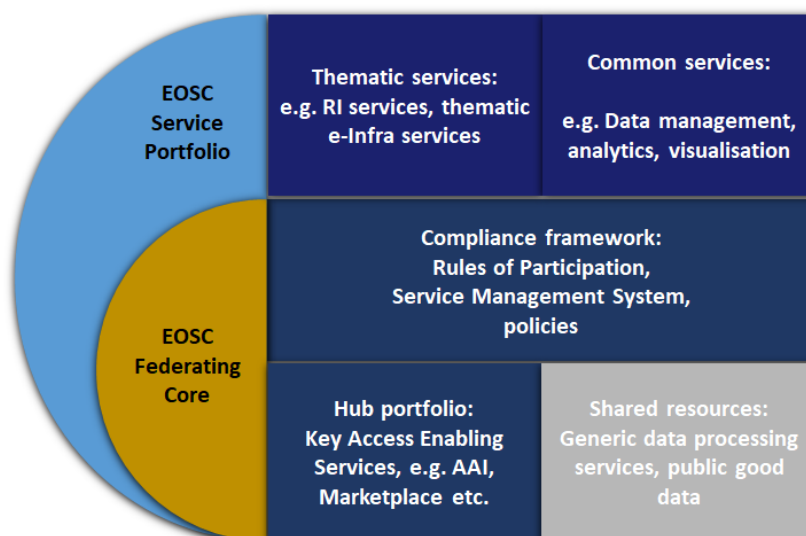 EOSC
Service
Portfolio
Thematic services:
e.g. RI services, thematic
e-Infra services
Common services:
e.g. Data management,
analytics, visualisation
EOSC
Federating
Core
Compliance framework:
Rules of Participation,
Service Management System,
policies
Hub portfolio:
Key Access Enabling
Services, e.g. AAI,
Marketplace etc.
Shared resources:
Generic data processing
services, public good
data